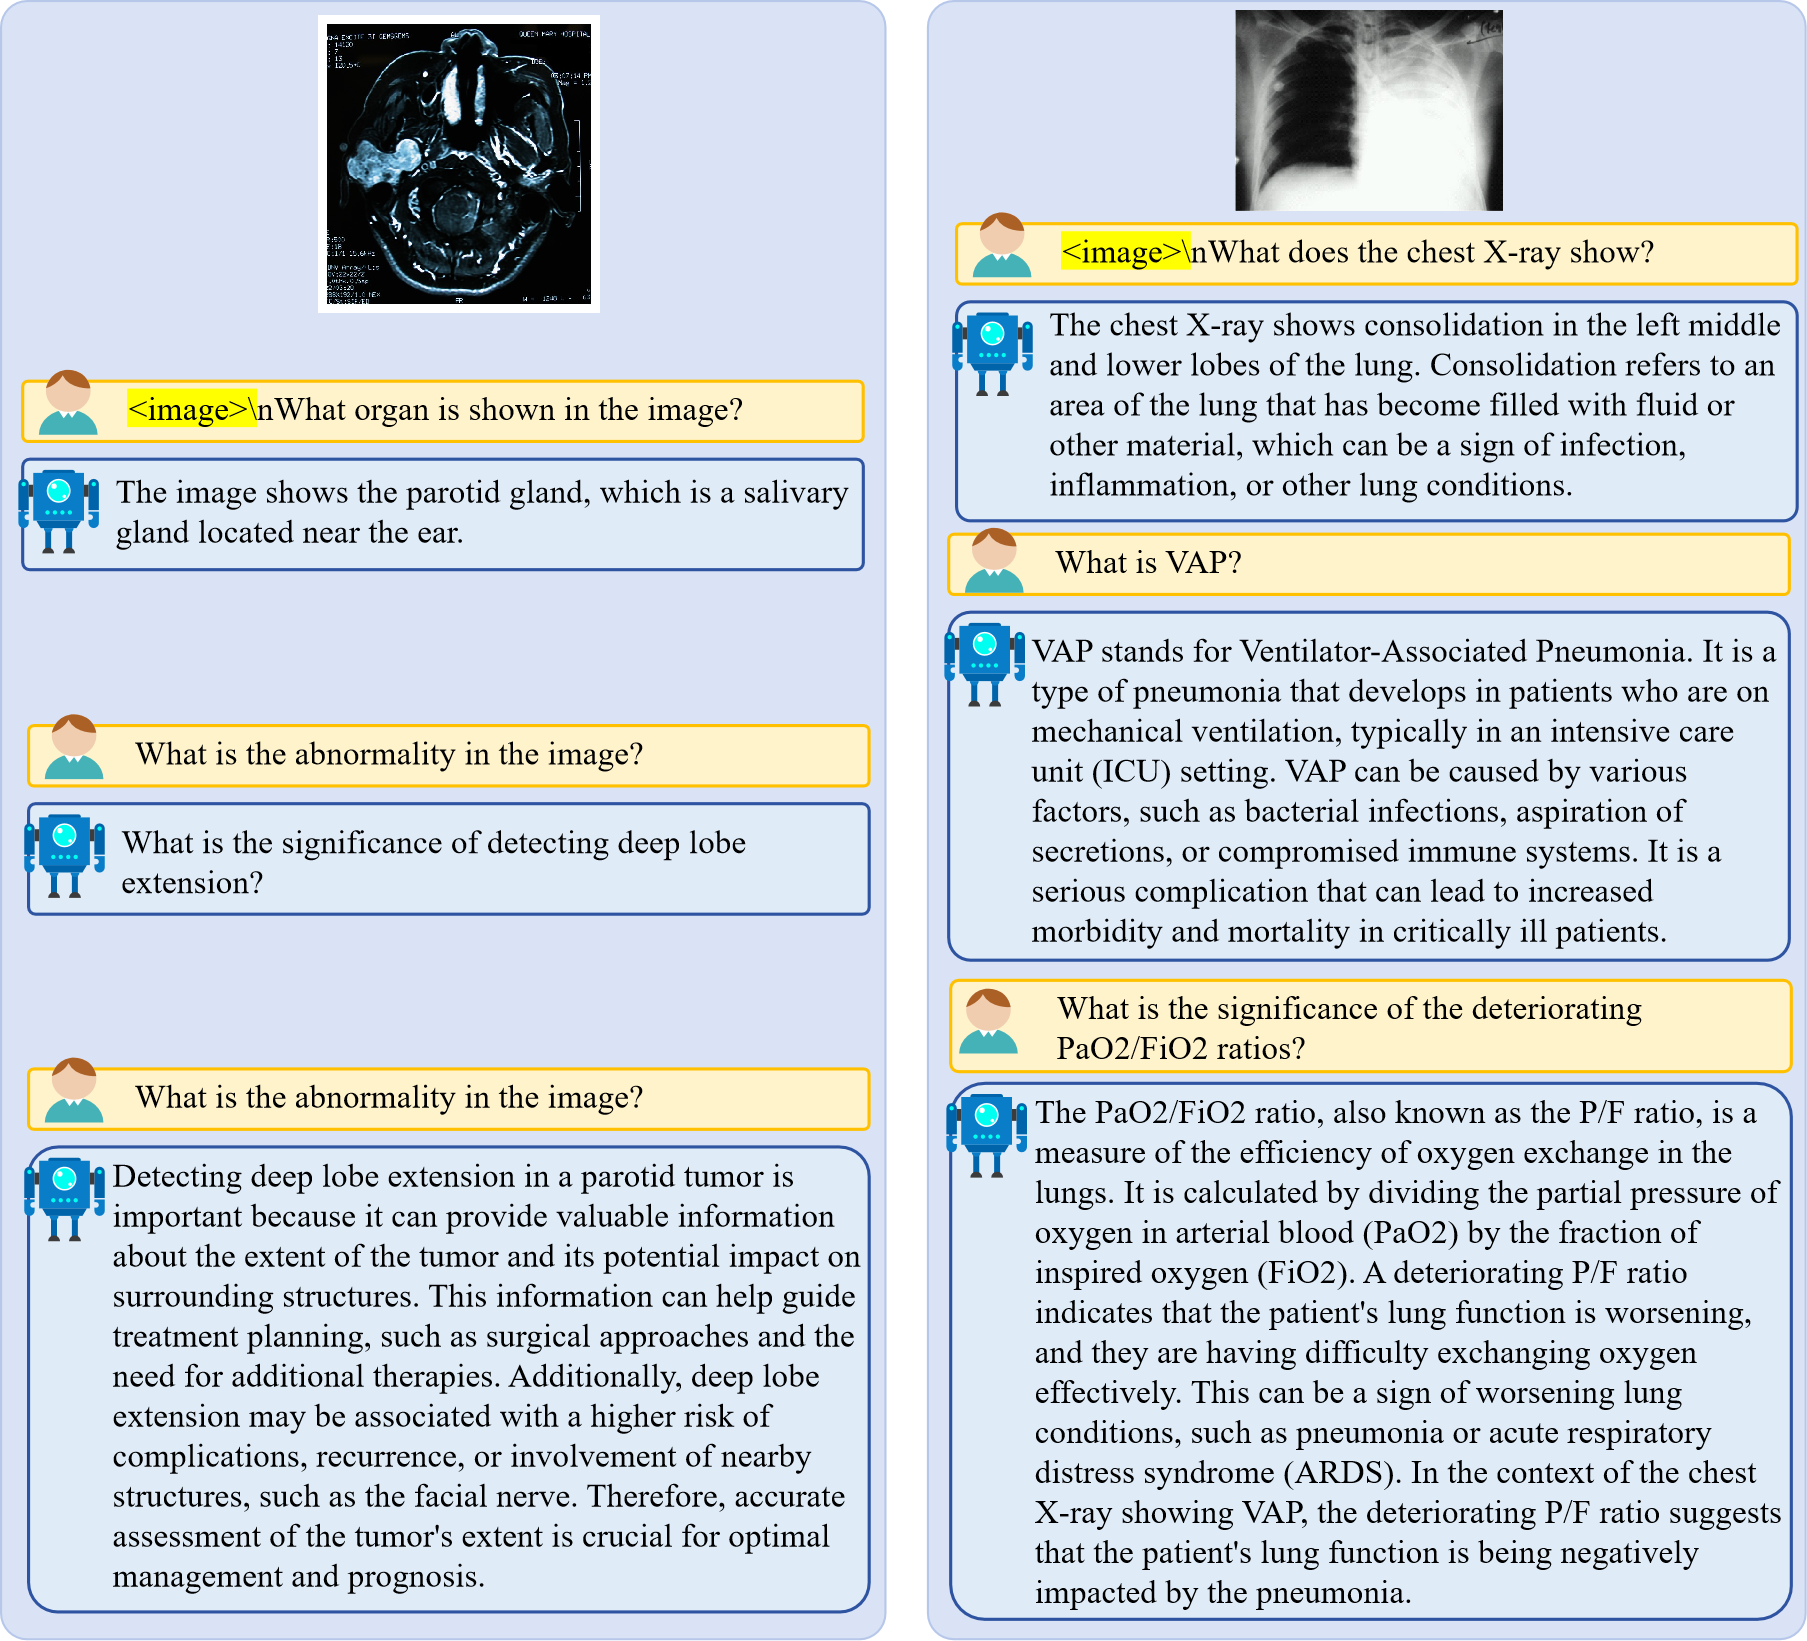 QUEEN MARY HOSPITAL
<image>\nWhat organ is shown in the image?
The image shows the parotid gland, which is a salivary
gland located near the ear.
What is the abnormality in the image?
What is the significance of detecting deep lobe
extension?
What is the abnormality in the image?
Detecting deep lobe extension in a parotid tumor is
important because it can provide valuable information
about the extent of the tumor and its potential impact on
surrounding structures. This information can help guide
treatment planning, such as surgical approaches and the
need for additional therapies. Additionally, deep lobe
extension may be associated with a higher risk of
complications, recurrence, or involvement of nearby
structures, such as the facial nerve. Therefore, accurate
assessment of the tumor's extent is crucial for optimal
management and prognosis.
<image>\nWhat does the chest X-ray show?
The chest X-ray shows consolidation in the left middle
and lower lobes of the lung. Consolidation refers to an
area of the lung that has become filled with fluid or
other material, which can be a sign of infection,
inflammation, or other lung conditions.
What is VAP?
VAP stands for Ventilator-Associated Pneumonia. It is a
type of pneumonia that develops in patients who are on
mechanical ventilation, typically in an intensive care
unit (ICU) setting. VAP can be caused by various
factors, such as bacterial infections, aspiration of
secretions, or compromised immune systems. It is a
serious complication that can lead to increased
morbidity and mortality in critically ill patients.
What is the significance of the deteriorating
PaO2/FiO2 ratios?
The PaO2/FiO2 ratio, also known as the P/F ratio, is a
measure of the efficiency of oxygen exchange in the
lungs. It is calculated by dividing the partial pressure of
oxygen in arterial blood (PaO2) by the fraction of
inspired oxygen (FiO2). A deteriorating P/F ratio
indicates that the patient's lung function is worsening,
and they are having difficulty exchanging oxygen
effectively. This can be a sign of worsening lung
conditions, such as pneumonia or acute respiratory
distress syndrome (ARDS). In the context of the chest
X-ray showing VAP, the deteriorating P/F ratio suggests
that the patient's lung function is being negatively
impacted by the pneumonia.